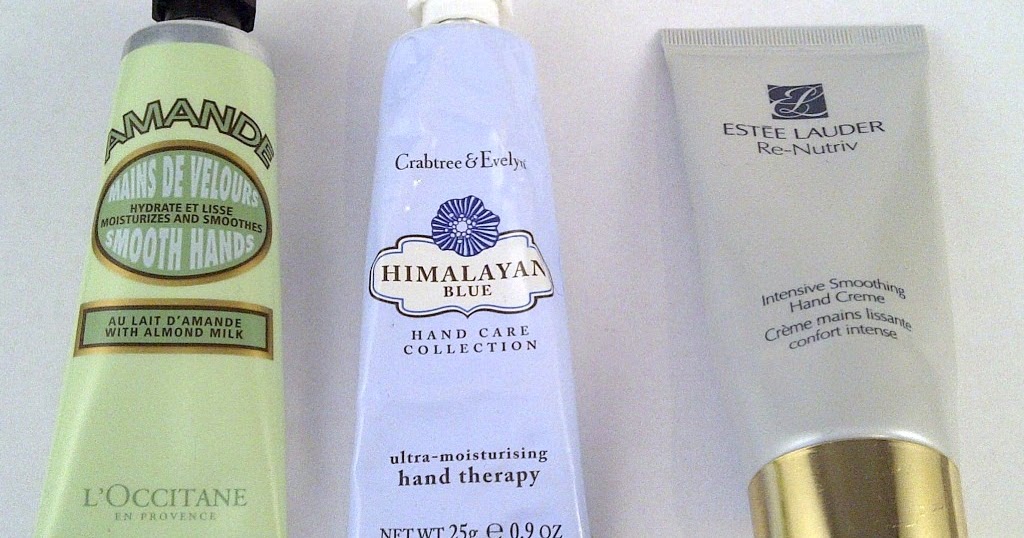 AMANDE
MAINS DE VELOURS
HYDRATE ET LISSE
MOISTURIZES AND SMOOTHES
SMOOTH HANDS
AU LAIT D'AMANDE
WITH ALMOND MILK
L'OCCITANE
EN PROVENCE
Crabtree & Evelyn
HIMALAYAN
BLUE
HAND CARE
COLLECTION
ultra-moisturising
hand therapy
NET WT 25g ℮ 0.9 OZ
ESTEE LAUDER
Re-Nutriv
Intensive Smoothing
Hand Creme
Crème mains lissante
confort intense